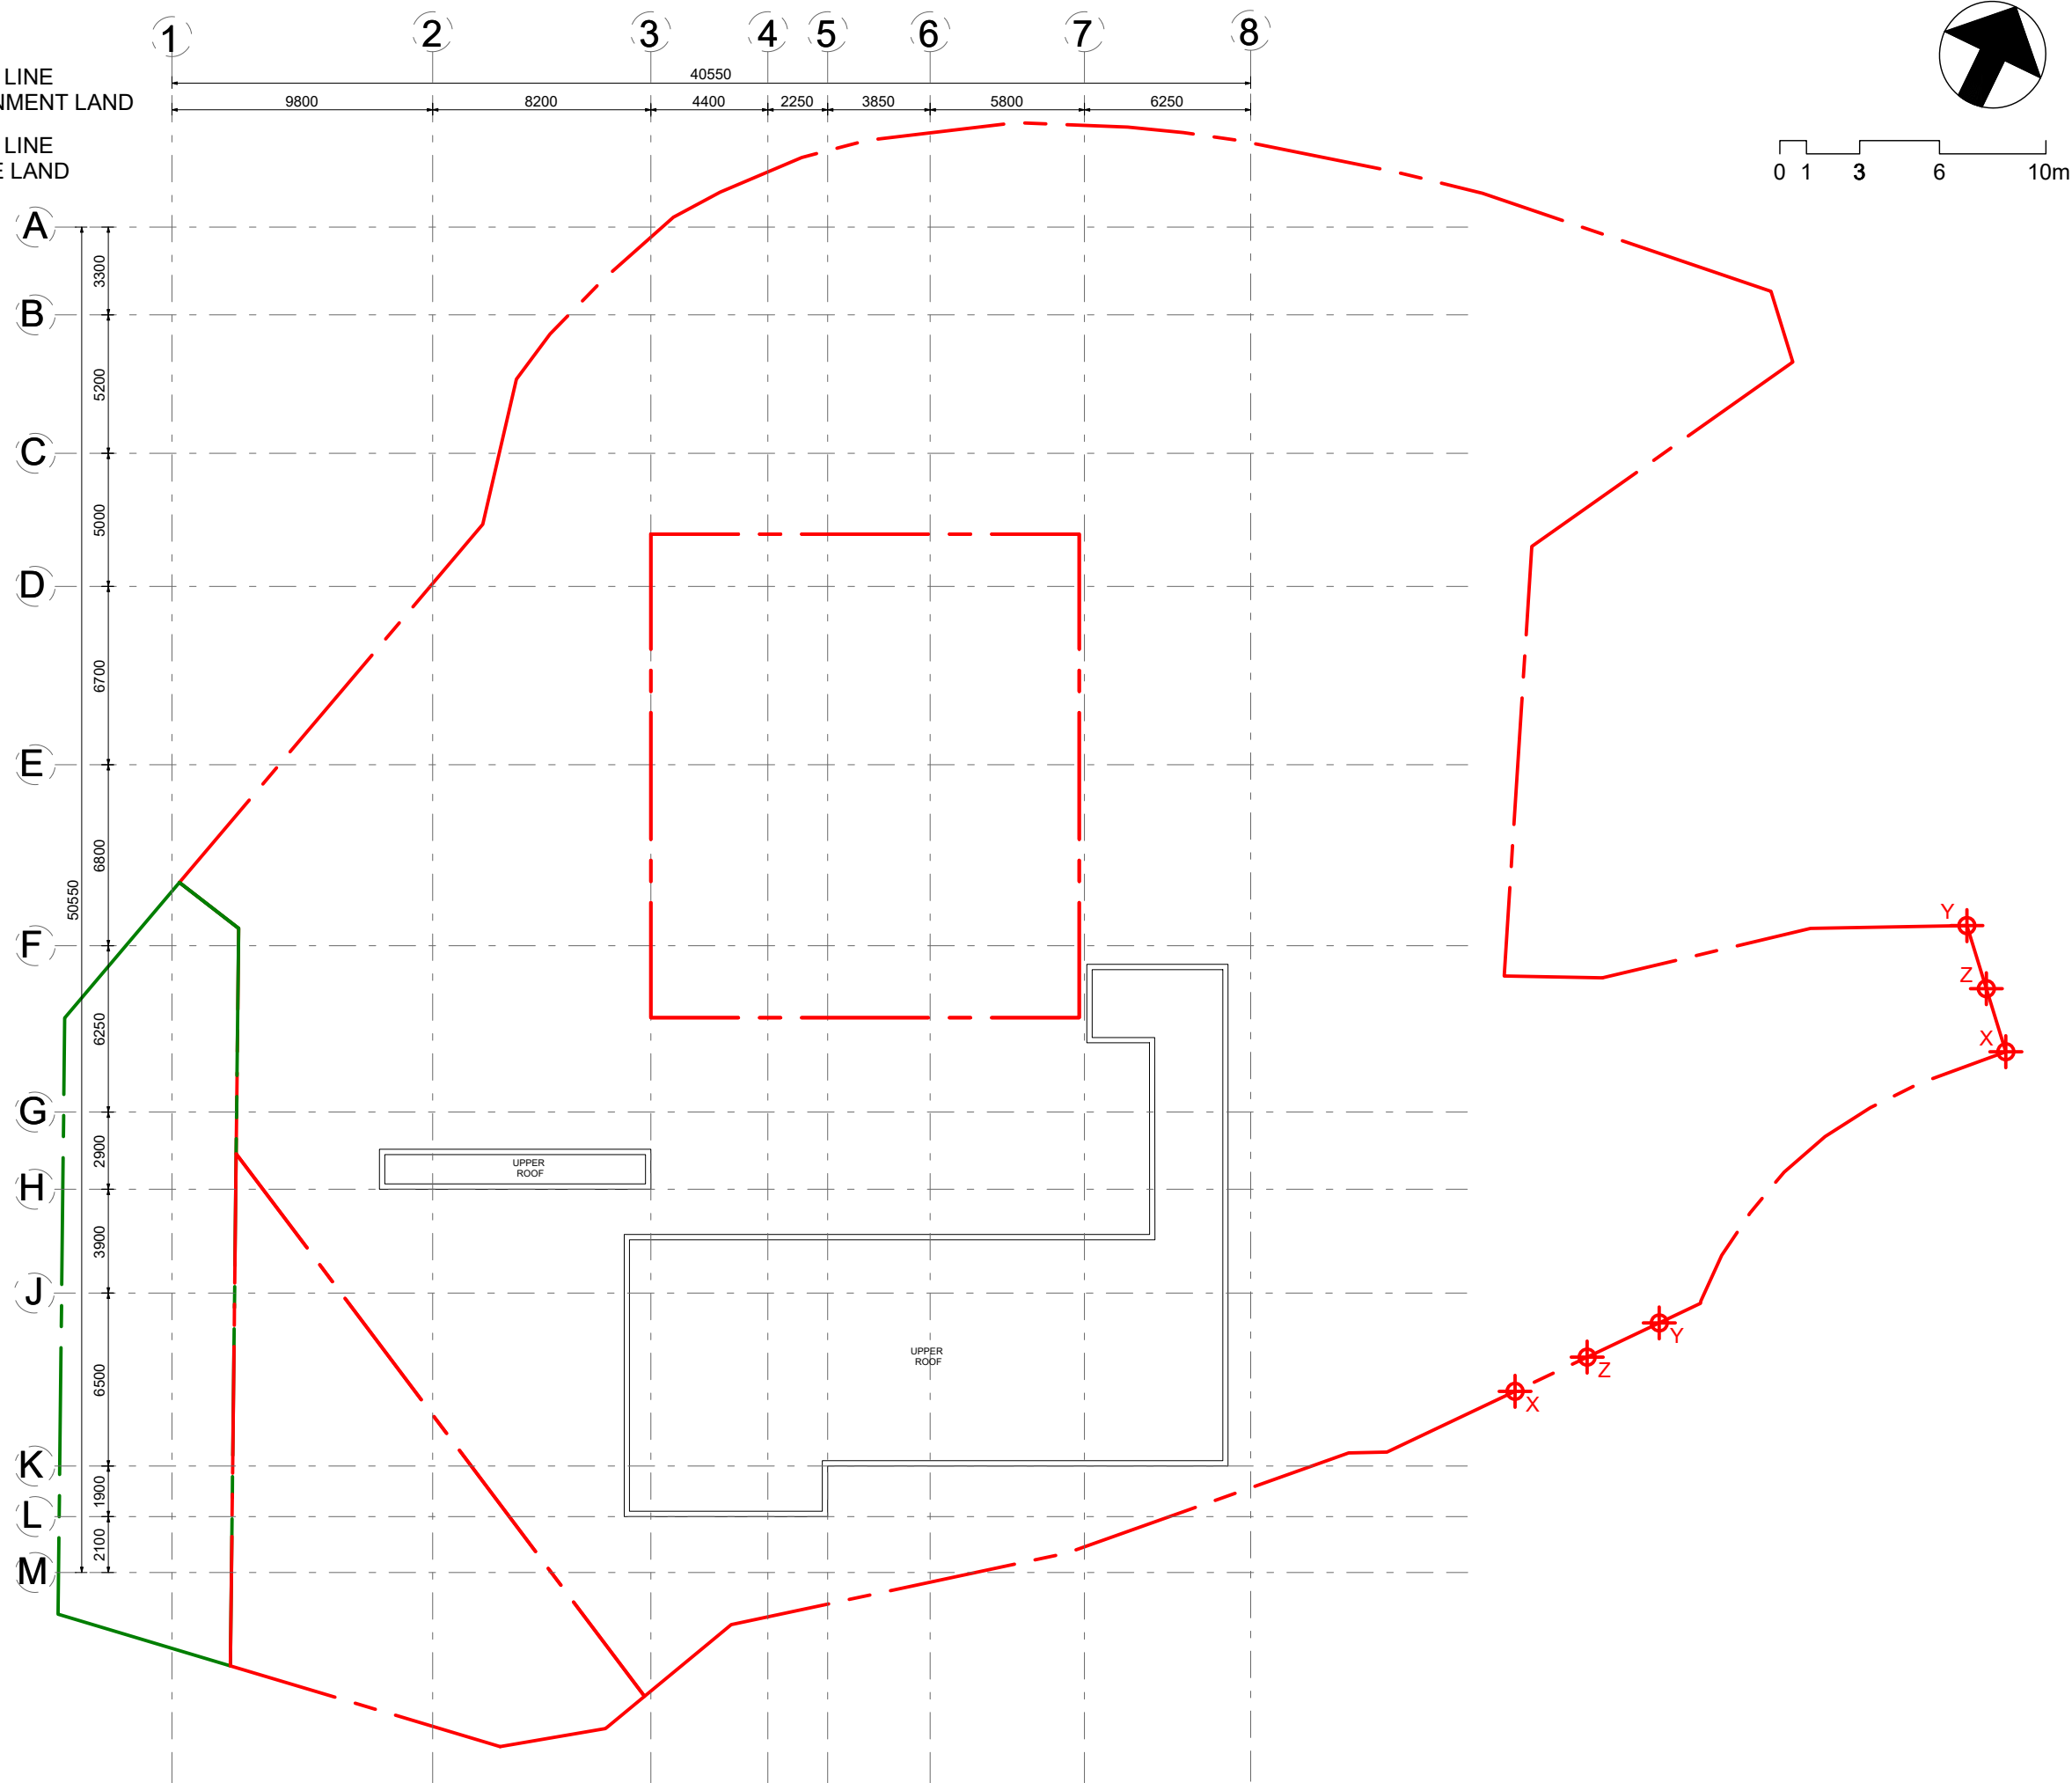 1 2 3 4 5 6 7 8
LINE
NMENT LAND
40550
9800 8200 4400 2250 3850 5800 6250
LINE
E LAND
0 1 3 6 10m
A
3300
B
5200
C
5000
D
6700
E
6800
50550
F
6250
G
2900
H
3900
J
6500
K
1900
L
2100
M
UPPER
ROOF
UPPER
ROOF
Y
Z
X
Y
Z
X